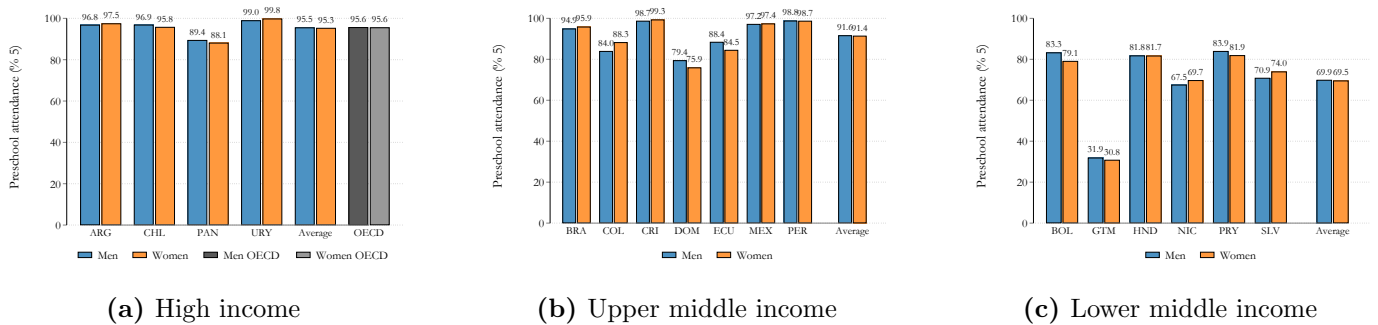 Preschool attendance (% 5)
100
80
60
40
20
0
96.8 97.5 96.9 95.8 89.4 88.1 99.0 99.8 95.5 95.3 95.6 95.6
ARG CHL PAN URY Average OECD
Men Women Men OECD Women OECD
(a) High income
Preschool attendance (% 5)
100
80
60
40
20
0
94.9 95.9 84.0 88.3 98.7 99.3 79.4 75.9 88.4 84.5 97.2 97.4 98.8 98.7 91.6 91.4
BRA COL CRI DOM ECU MEX PER Average
Men Women
(b) Upper middle income
Preschool attendance (% 5)
100
80
60
40
20
0
83.3 79.1 31.9 30.8 81.8 81.7 67.5 69.7 83.9 81.9 70.9 74.0 69.9 69.5
BOL GTM HND NIC PRY SLV Average
Men Women
(c) Lower middle income